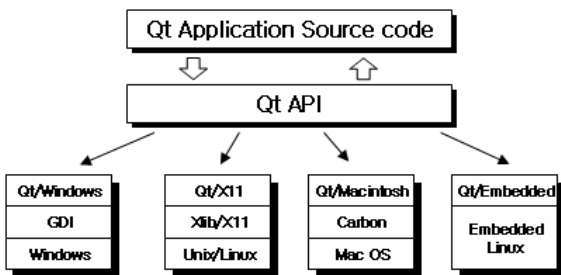 Qt Application Source code
Qt API
Qt/Windows
GDI
Windows
Qt/X11
Xlib/X11
Unix/Linux
Qt/Macintosh
Carbon
Mac OS
Qt/Embedded
Embedded
Linux